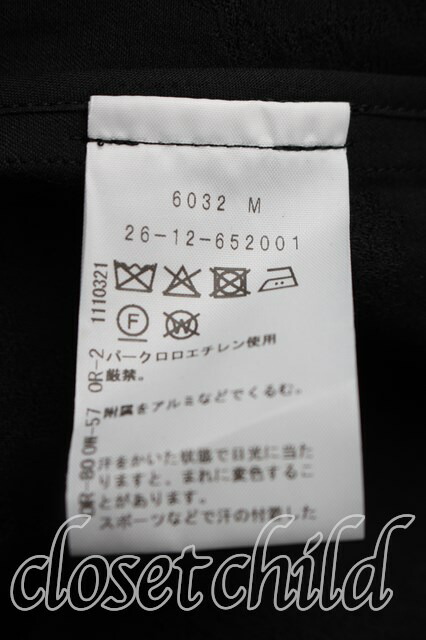 6032 M
26-12-652001
1110321
F
W
OR-2
パークロロエチレン使用
厳禁。
DM-57
附属をアルミなどでくるむ。
OR-80
汗をかいた状態で日光に当た
りますと、まれに変色するこ
とがあります。
スポーツなどで汗の付着した
closetchild